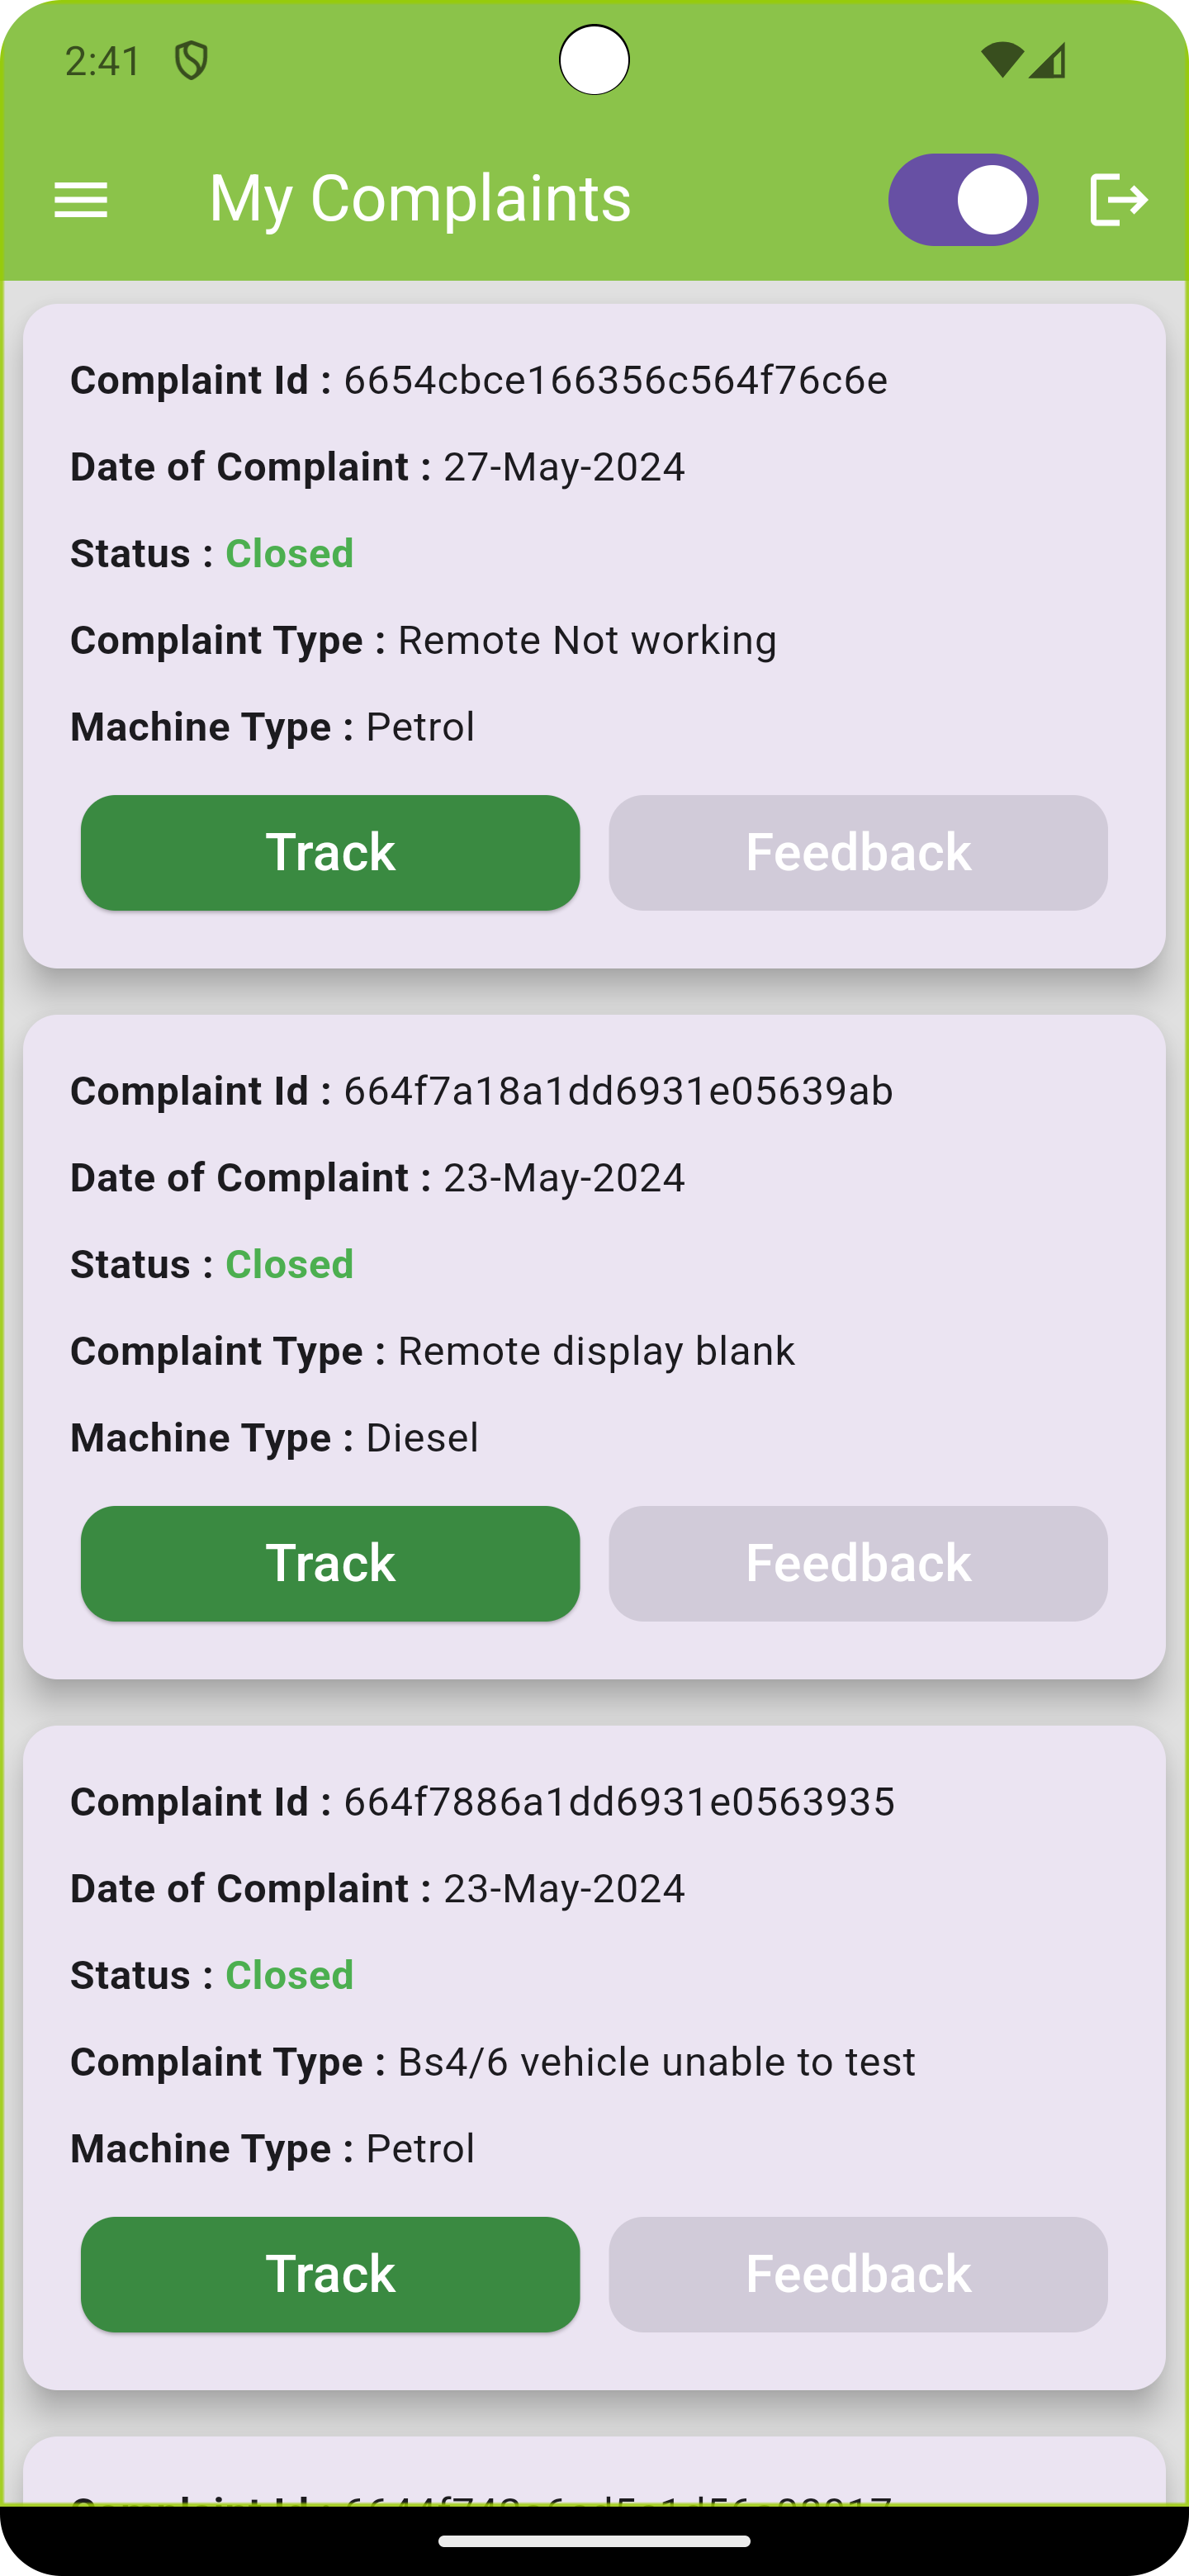 2:41
My Complaints
Complaint Id : 6654cbce166356c564f76c6e
Date of Complaint : 27-May-2024
Status : Closed
Complaint Type : Remote Not working
Machine Type : Petrol
Track Feedback
Complaint Id : 664f7a18a1dd6931e05639ab
Date of Complaint : 23-May-2024
Status : Closed
Complaint Type : Remote display blank
Machine Type : Diesel
Track Feedback
Complaint Id : 664f7886a1dd6931e0563935
Date of Complaint : 23-May-2024
Status : Closed
Complaint Type : Bs4/6 vehicle unable to test
Machine Type : Petrol
Track Feedback
Complaint Id :